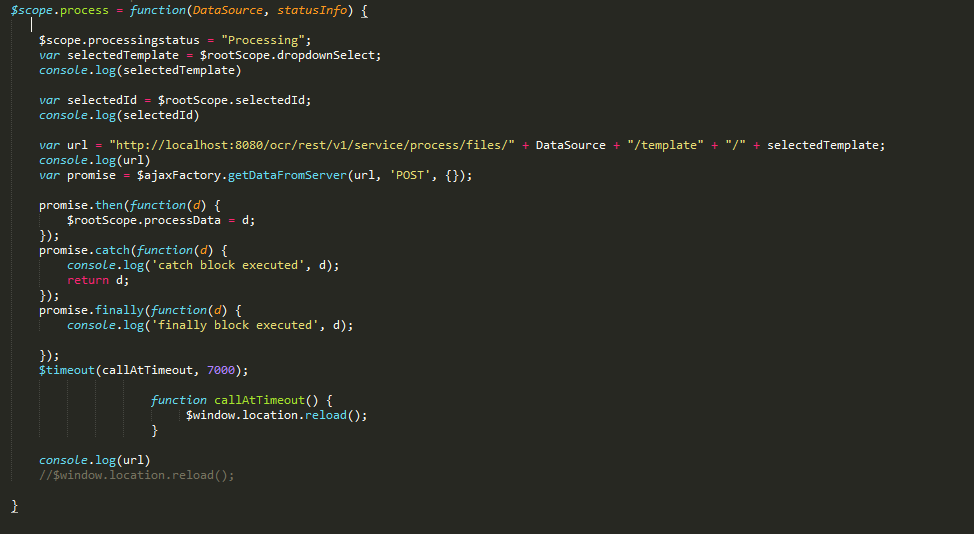 $scope.process = function(DataSource, statusInfo) {
$scope.processingstatus = "Processing";
var selectedTemplate = $rootScope.dropdownSelect;
console.log(selectedTemplate)
var selectedId = $rootScope.selectedId;
console.log(selectedId)
var url = "http://localhost:8080/ocr/rest/v1/service/process/files/" + DataSource + "/template" + "/" + selectedTemplate;
console.log(url)
var promise = $ajaxFactory.getDataFromServer(url, 'POST', {});
promise.then(function(d) {
$rootScope.processData = d;
});
promise.catch(function(d) {
console.log('catch block executed', d);
return d;
});
promise.finally(function(d) {
console.log('finally block executed', d);
});
$timeout(callAtTimeout, 7000);
function callAtTimeout() {
$window.location.reload();
}
console.log(url)
//$window.location.reload();
}